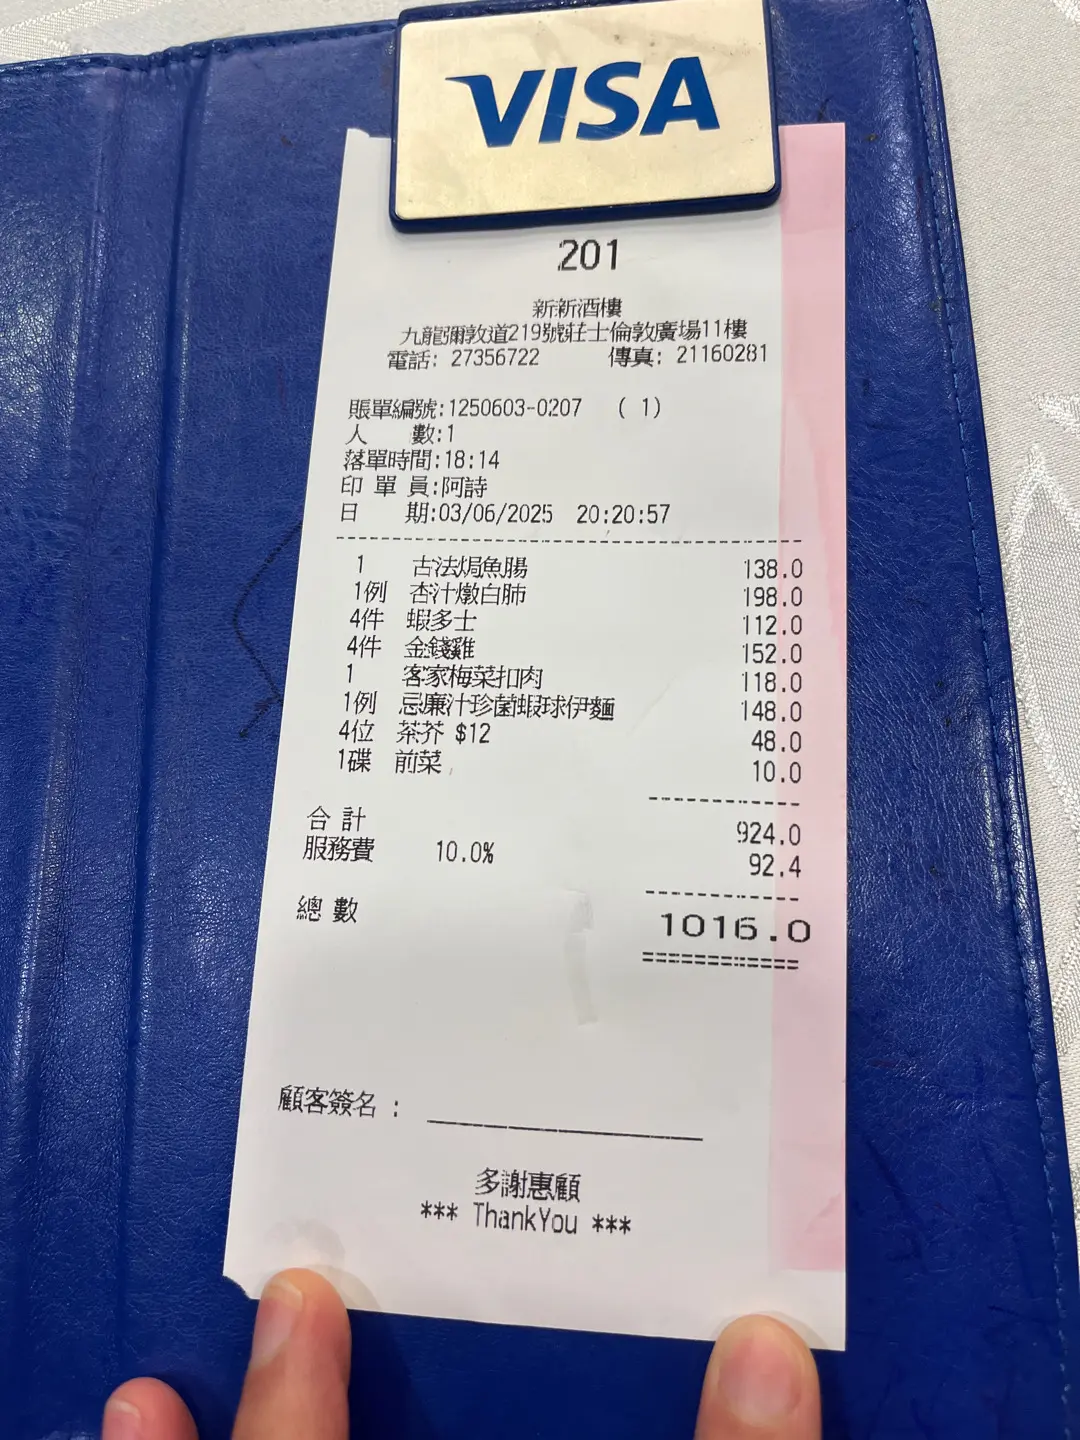 VISA
201
新新酒樓
九龍彌敦道219號莊士倫敦廣場11樓
電話: 27356722 傳真: 21160281
賬單編號:1250603-0207 ( 1)
人 數:1
落單時間:18:14
印 單 員:阿詩
日 期:03/06/2025 20:20:57
1 古法焗魚腸 138.0
1例 杏汁燉白肺 198.0
4件 蝦多士 112.0
4件 金錢雞 152.0
1 客家梅菜扣肉 118.0
1例 忌廉汁珍菌蝦球伊麵 148.0
4位 茶芥 $12 48.0
1碟 前菜 10.0
合 計 924.0
服務費 10.0% 92.4
總 數 1016.0
顧客簽名 :
多謝惠顧
*** ThankYou ***